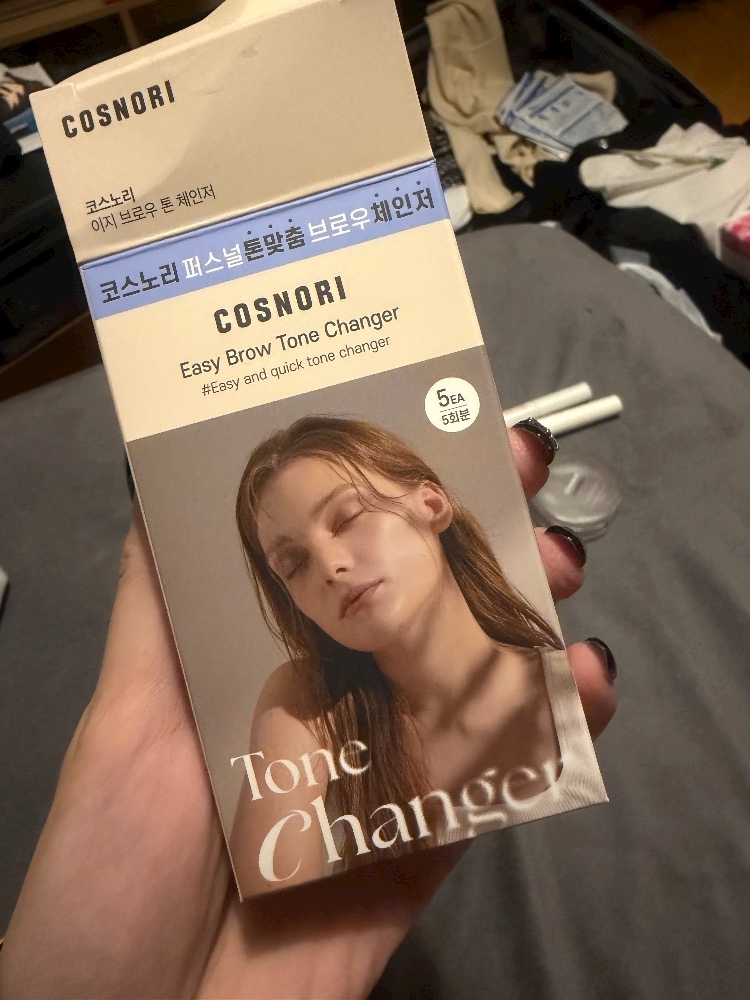 COSNORI
코스노리
이지 브로우 톤 체인저
코스노리 퍼스널톤맞춤 브로우체인저
COSNORI
Easy Brow Tone Changer
#Easy and quick tone changer
5EA
5회분
Tone
Changer